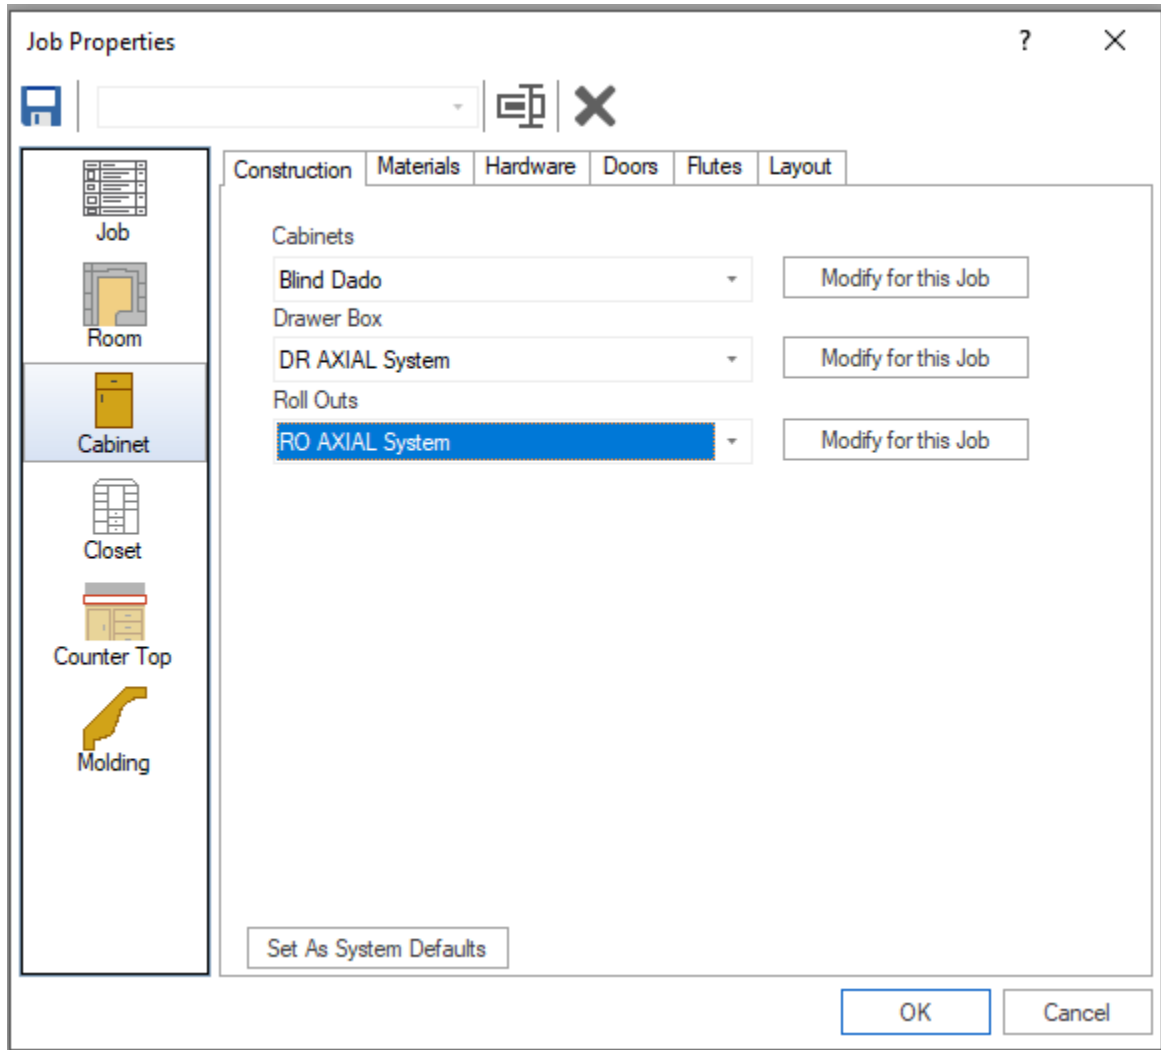 Job Properties
?
Job
Room
Cabinet
Closet
Counter Top
Molding
Construction
Materials
Hardware
Doors
Flutes
Layout
Cabinets
Blind Dado
Modify for this Job
Drawer Box
DR AXIAL System
Modify for this Job
Roll Outs
RO AXIAL System
Modify for this Job
Set As System Defaults
OK
Cancel